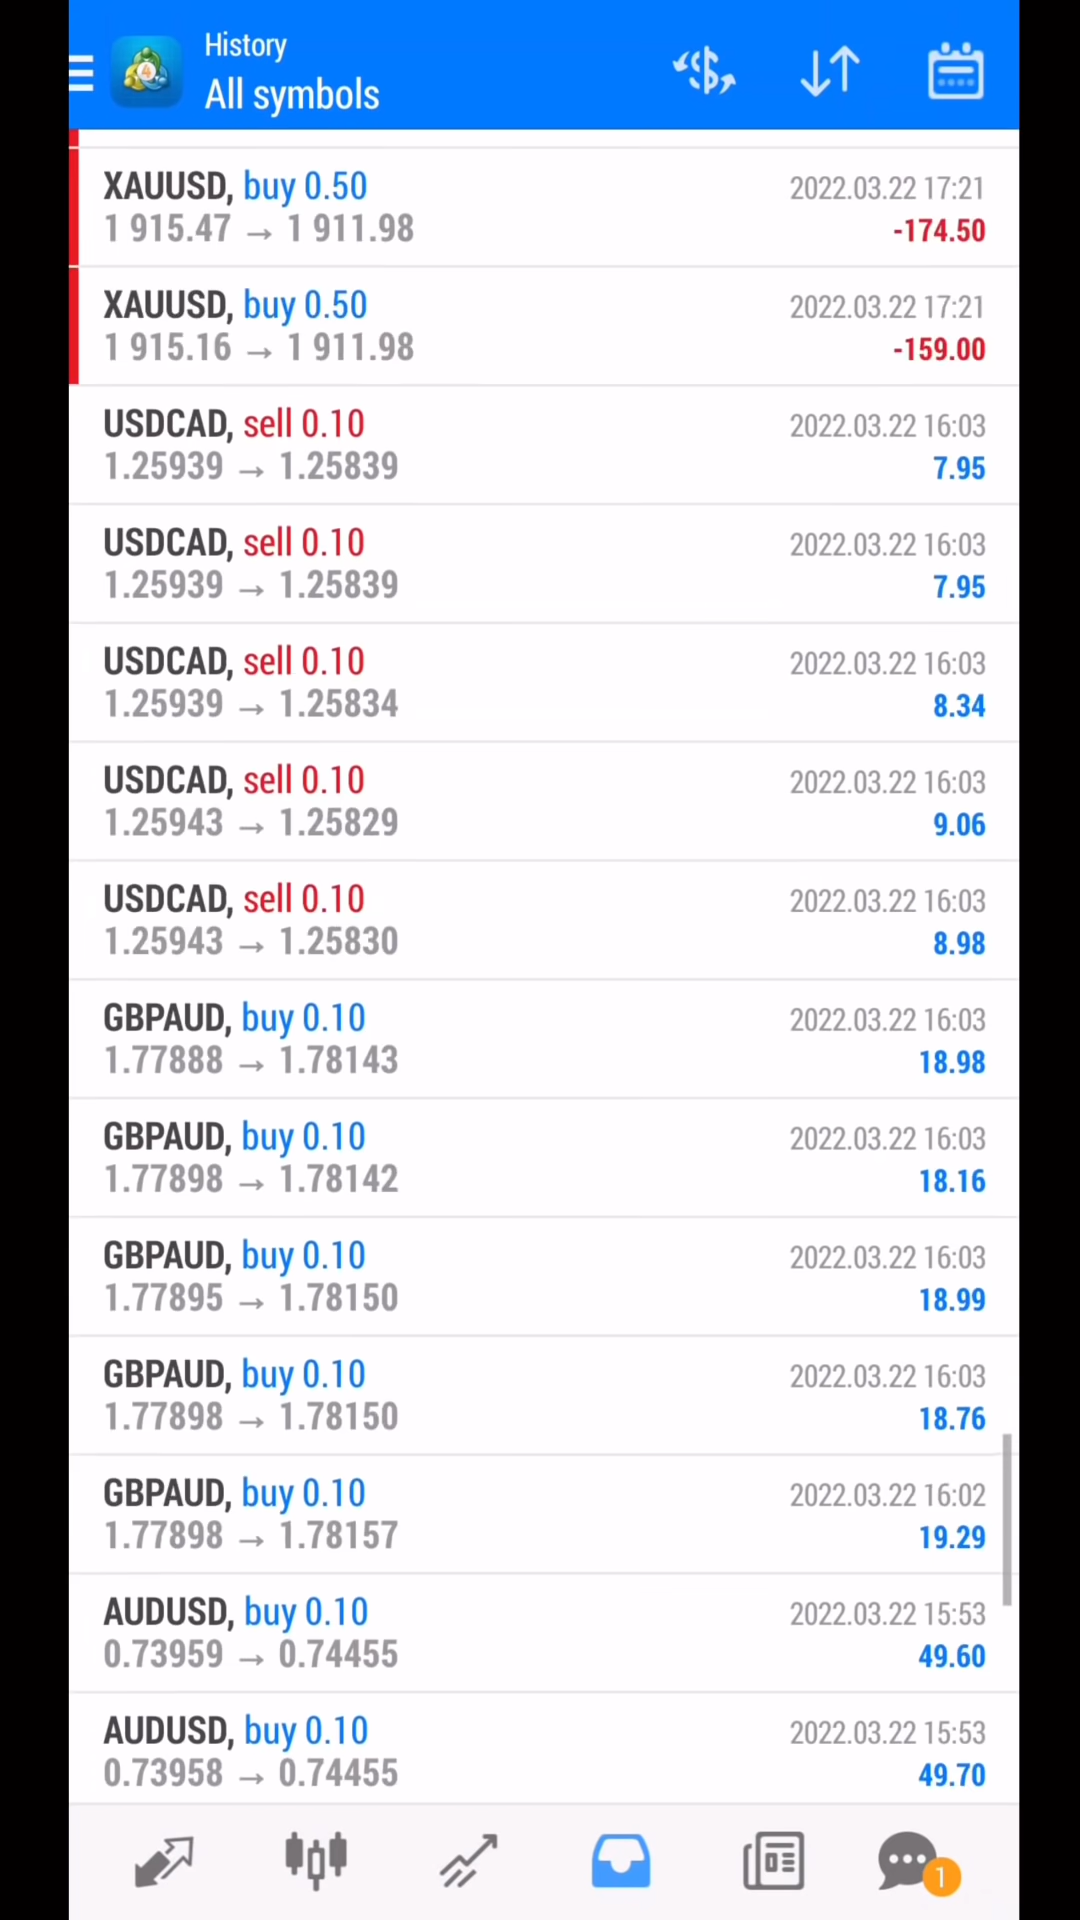 History
All symbols
XAUUSD, buy 0.50
2022.03.22 17:21
1 915.47 → 1 911.98
-174.50
XAUUSD, buy 0.50
2022.03.22 17:21
1 915.16 → 1 911.98
-159.00
USDCAD, sell 0.10
2022.03.22 16:03
1.25939 → 1.25839
7.95
USDCAD, sell 0.10
2022.03.22 16:03
1.25939 → 1.25839
7.95
USDCAD, sell 0.10
2022.03.22 16:03
1.25939 → 1.25834
8.34
USDCAD, sell 0.10
2022.03.22 16:03
1.25943 → 1.25829
9.06
USDCAD, sell 0.10
2022.03.22 16:03
1.25943 → 1.25830
8.98
GBPAUD, buy 0.10
2022.03.22 16:03
1.77888 → 1.78143
18.98
GBPAUD, buy 0.10
2022.03.22 16:03
1.77898 → 1.78142
18.16
GBPAUD, buy 0.10
2022.03.22 16:03
1.77895 → 1.78150
18.99
GBPAUD, buy 0.10
2022.03.22 16:03
1.77898 → 1.78150
18.76
GBPAUD, buy 0.10
2022.03.22 16:02
1.77898 → 1.78157
19.29
AUDUSD, buy 0.10
2022.03.22 15:53
0.73959 → 0.74455
49.60
AUDUSD, buy 0.10
2022.03.22 15:53
0.73958 → 0.74455
49.70
1